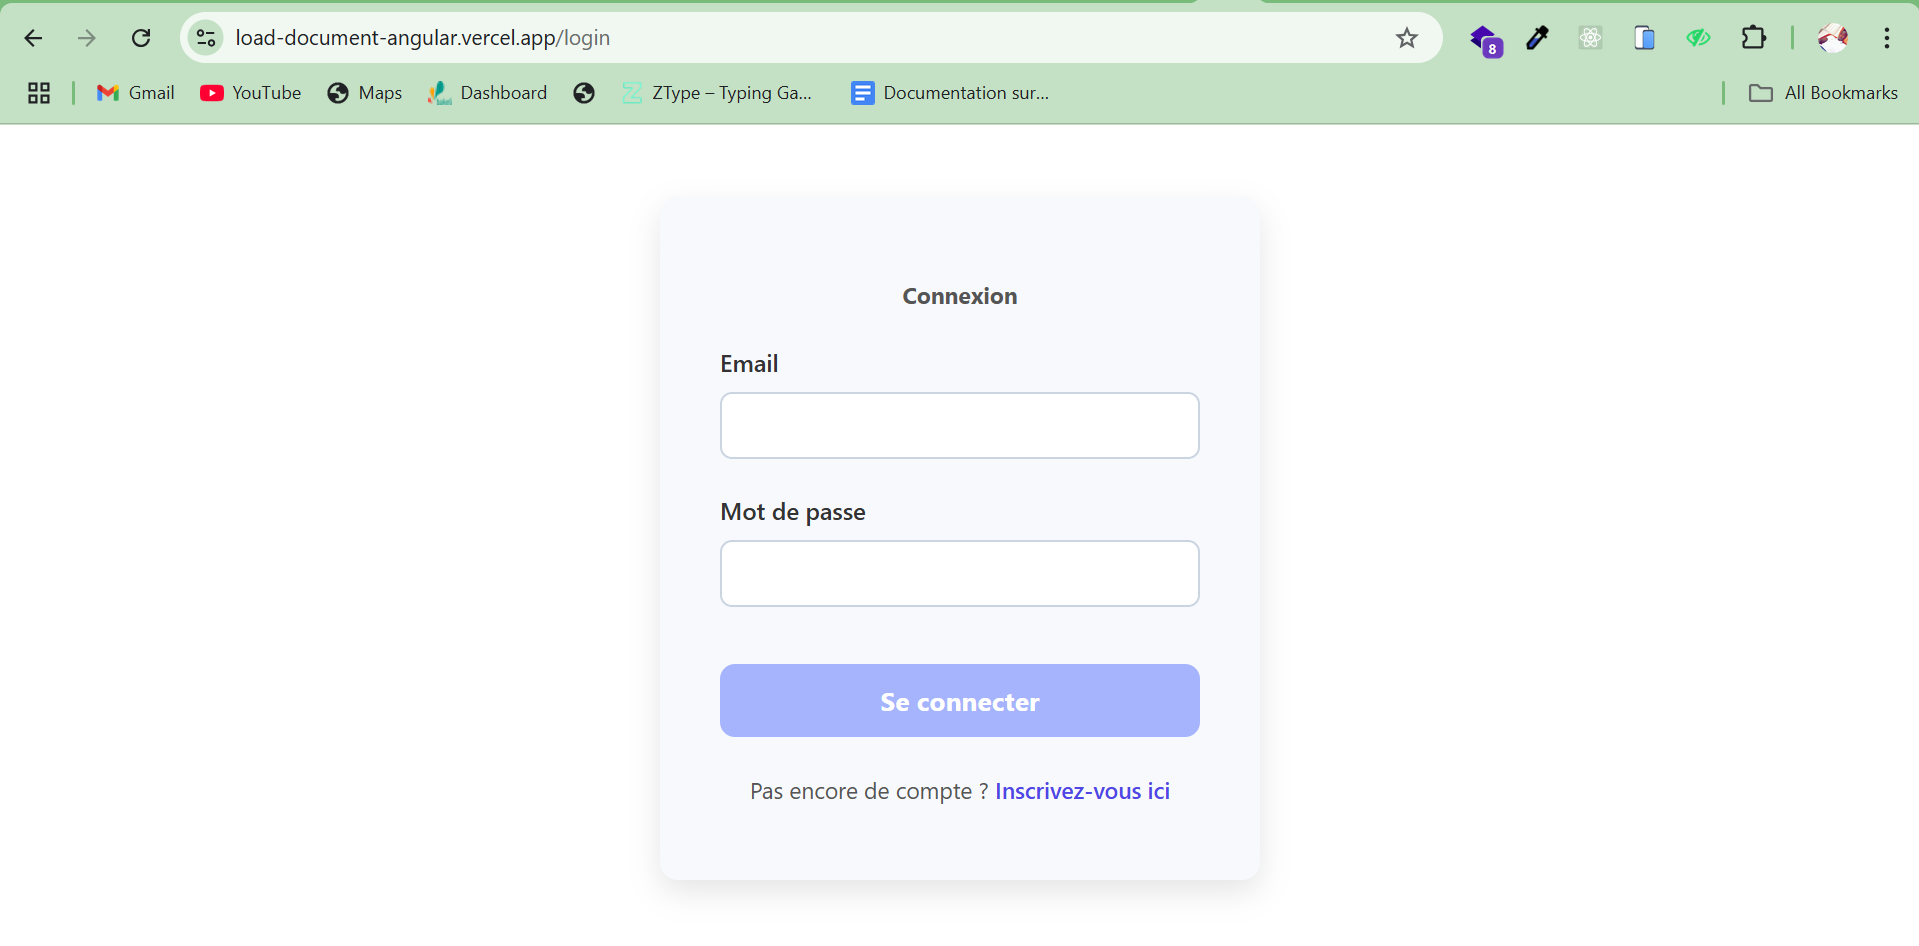 load-document-angular.vercel.app/login
8
Gmail YouTube Maps Dashboard ZType – Typing Ga... Documentation sur... All Bookmarks
Connexion
Email
Mot de passe
Se connecter
Pas encore de compte ? Inscrivez-vous ici